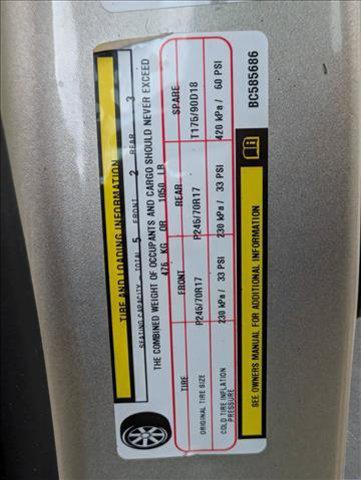 TIRE AND LOADING INFORMATION
SEATING CAPACITY TOTAL 5 FRONT 2 REAR 3
THE COMBINED WEIGHT OF OCCUPANTS AND CARGO SHOULD NEVER EXCEED
476 KG OR 1050 LB
TIRE FRONT REAR SPARE
ORIGINAL TIRE SIZE P245/70R17 P245/70R17 T175/90D18
COLD TIRE INFLATION PRESSURE 230 kPa / 33 PSI 230 kPa / 33 PSI 420 kPa / 60 PSI
SEE OWNERS MANUAL FOR ADDITIONAL INFORMATION
BC585686